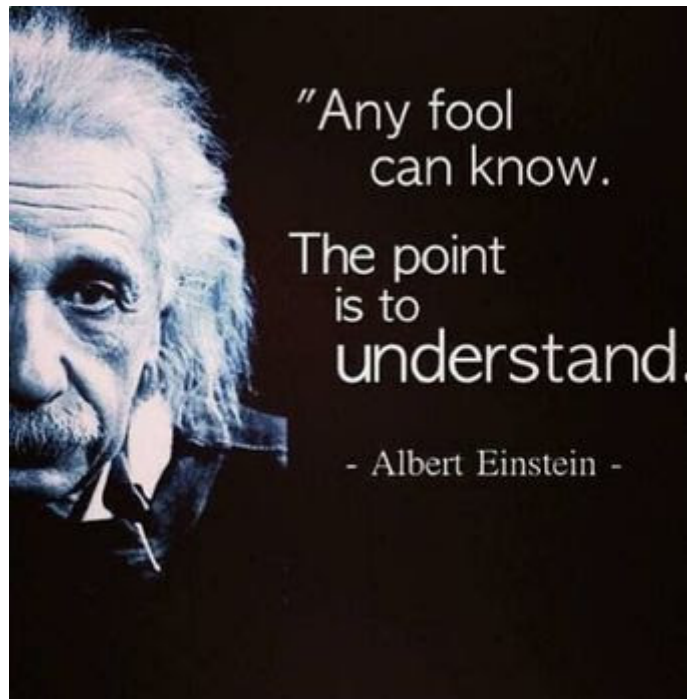 "Any fool
can know.
The point
is to
understand.
- Albert Einstein -